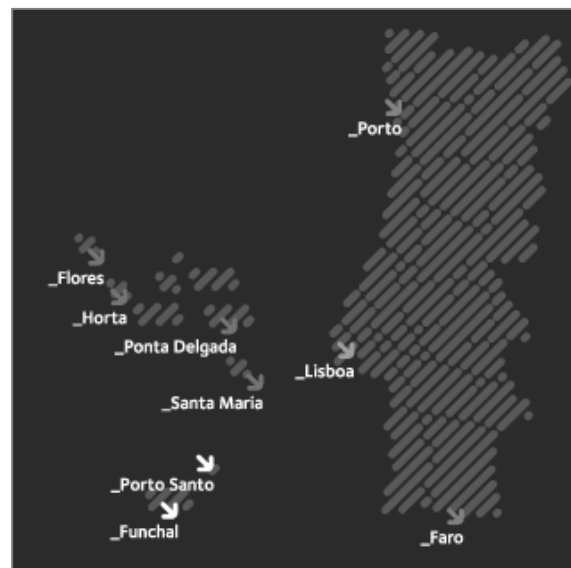 _Porto
_Flores
_Horta
_Ponta Delgada
_Lisboa
_Santa Maria
_Porto Santo
_Funchal
_Faro